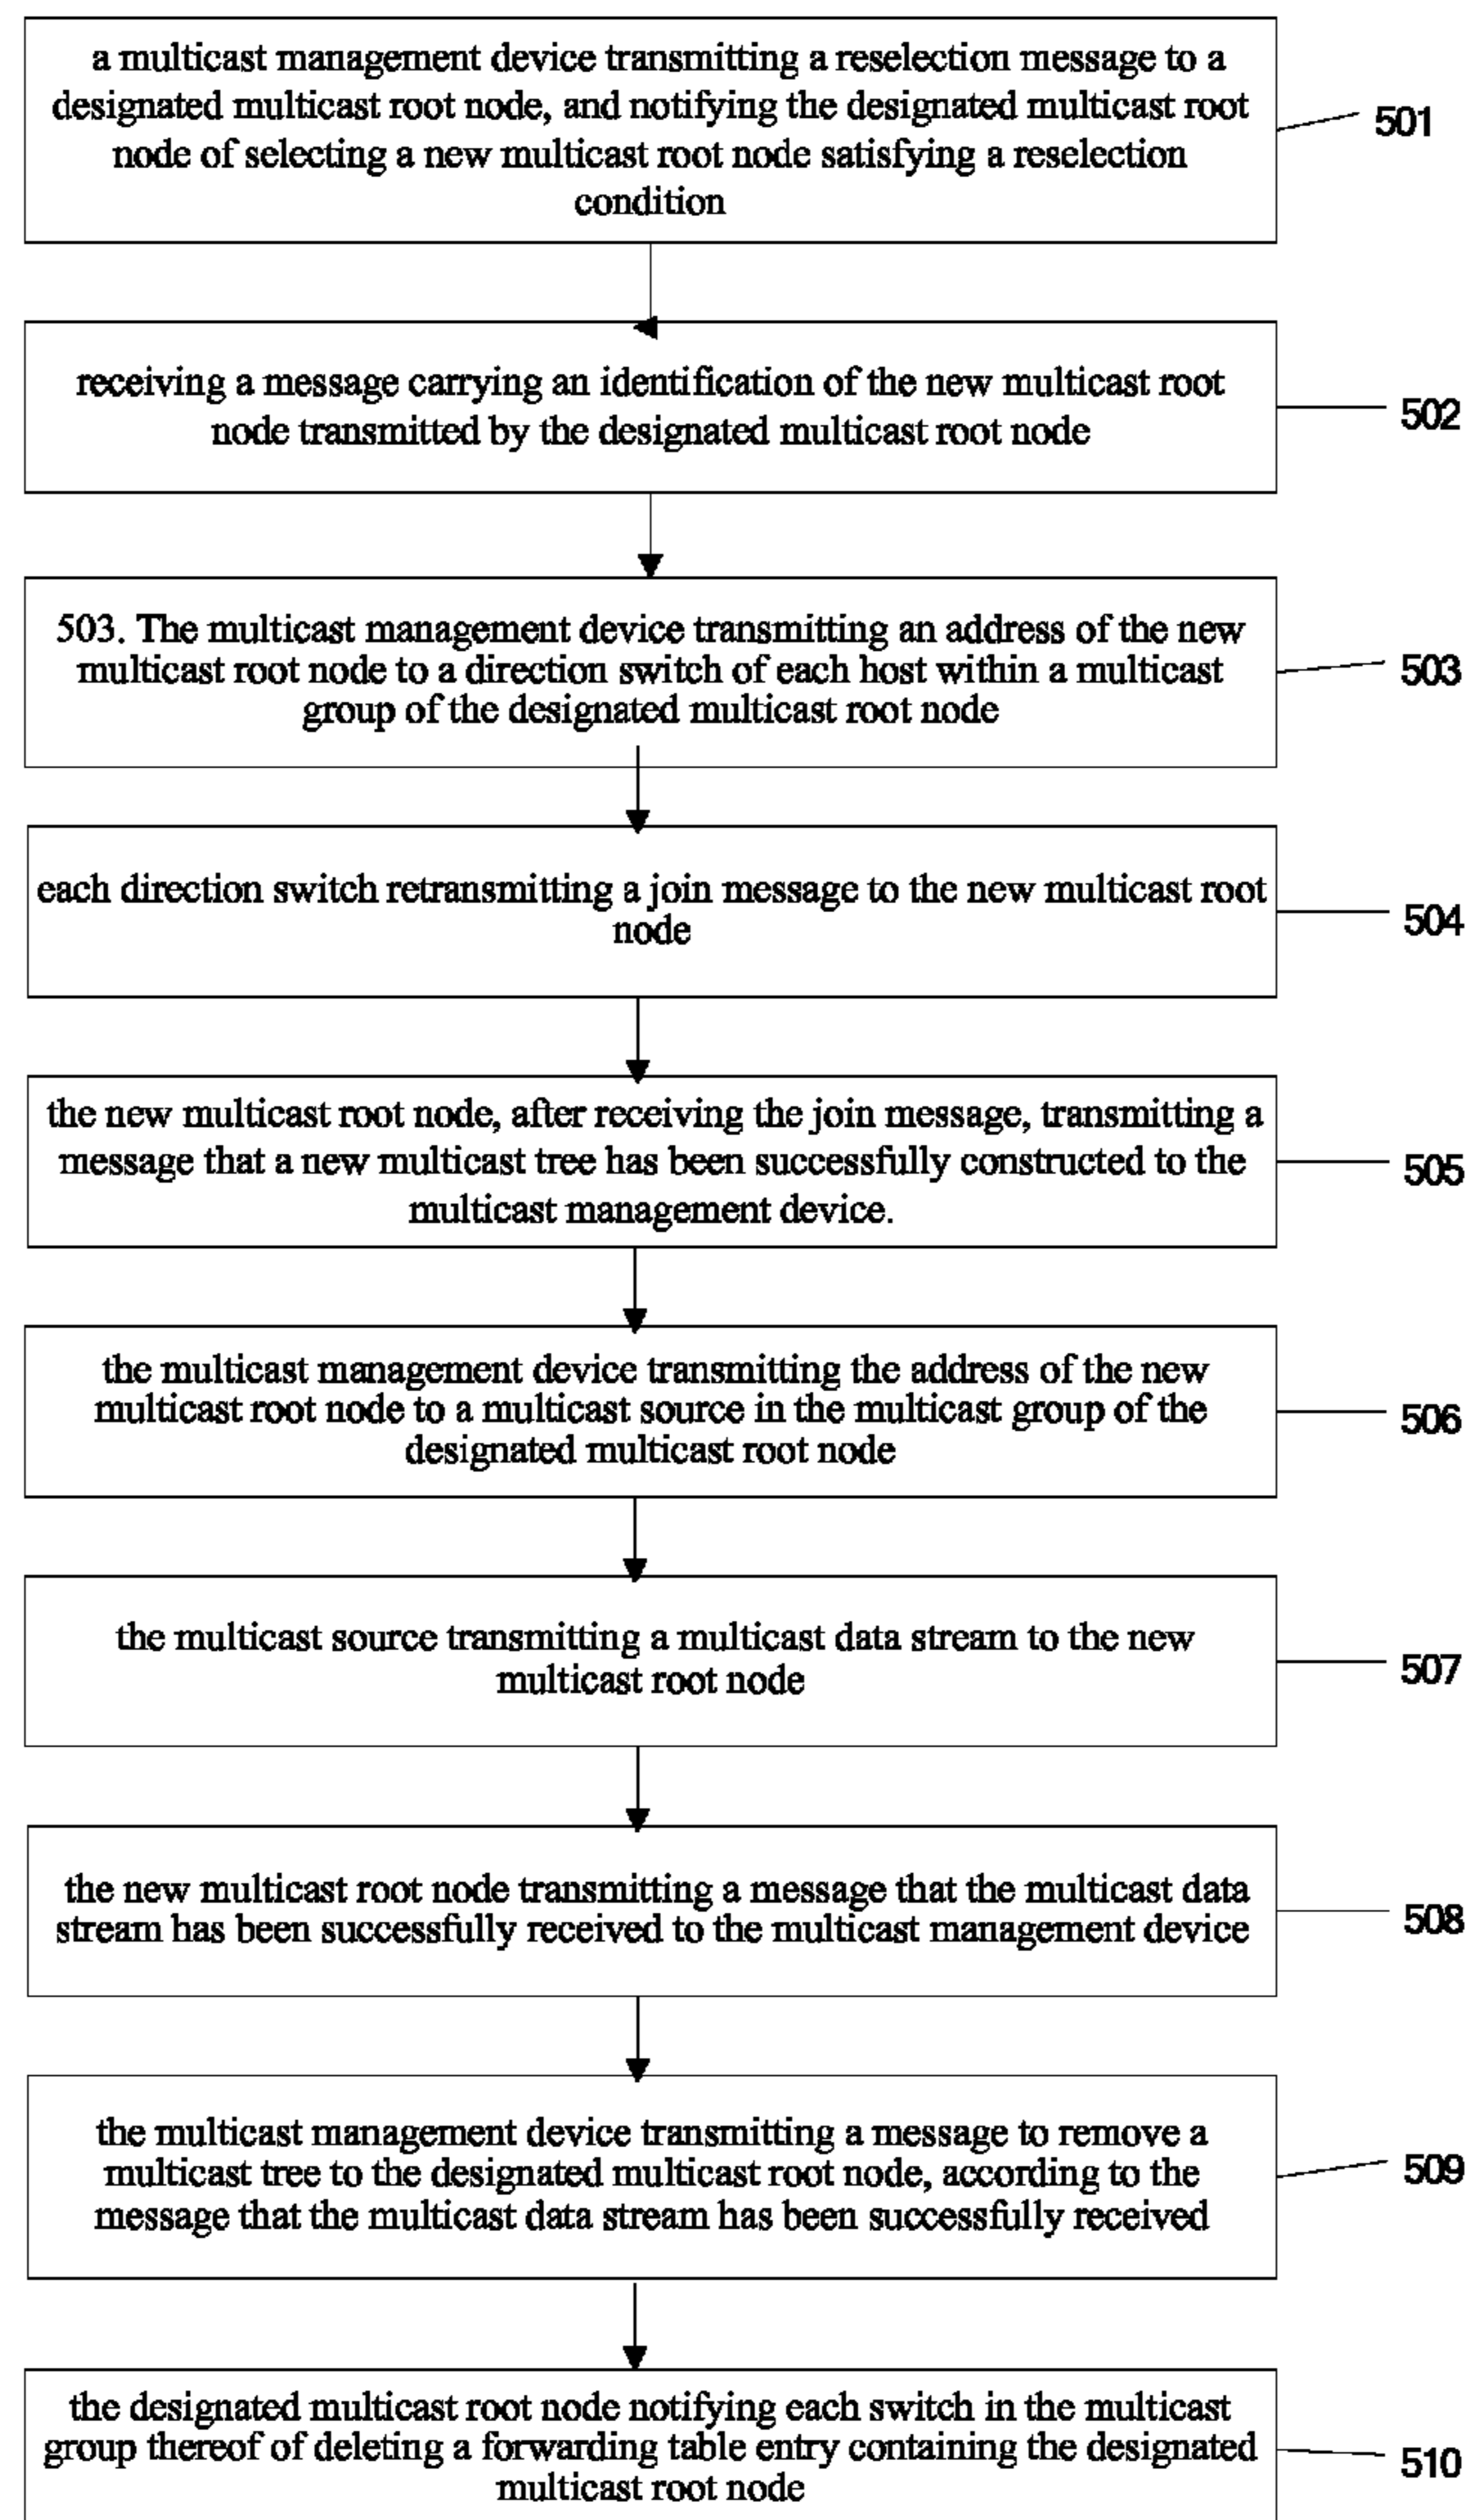 a multicast management device transmitting a reselection message to a
designated multicast root node, and notifying the designated multicast root
node of selecting a new multicast root node satisfying a reselection
condition
501
receiving a message carrying an identification of the new multicast root
node transmitted by the designated multicast root node
502
503. The multicast management device transmitting an address of the new
multicast root node to a direction switch of each host within a multicast
group of the designated multicast root node
503
each direction switch retransmitting a join message to the new multicast root
node
504
the new multicast root node, after receiving the join message, transmitting a
message that a new multicast tree has been successfully constructed to the
multicast management device.
505
the multicast management device transmitting the address of the new
multicast root node to a multicast source in the multicast group of the
designated multicast root node
506
the multicast source transmitting a multicast data stream to the new
multicast root node
507
the new multicast root node transmitting a message that the multicast data
stream has been successfully received to the multicast management device
508
the multicast management device transmitting a message to remove a
multicast tree to the designated multicast root node, according to the
message that the multicast data stream has been successfully received
509
the designated multicast root node notifying each switch in the multicast
group thereof of deleting a forwarding table entry containing the designated
multicast root node
510